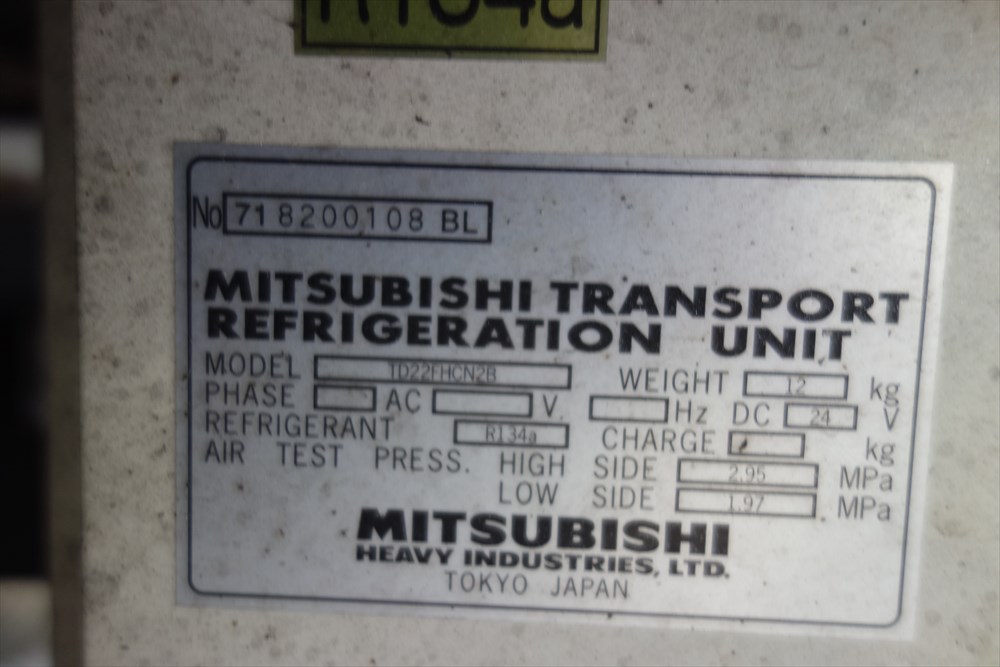 R134a
No 718200108 BL
MITSUBISHI TRANSPORT
REFRIGERATION UNIT
MODEL TD22FHCN2B WEIGHT 12 kg
PHASE AC V Hz DC 24 V
REFRIGERANT R134a CHARGE kg
AIR TEST PRESS. HIGH SIDE 2.95 MPa
LOW SIDE 1.97 MPa
MITSUBISHI
HEAVY INDUSTRIES, LTD.
TOKYO JAPAN